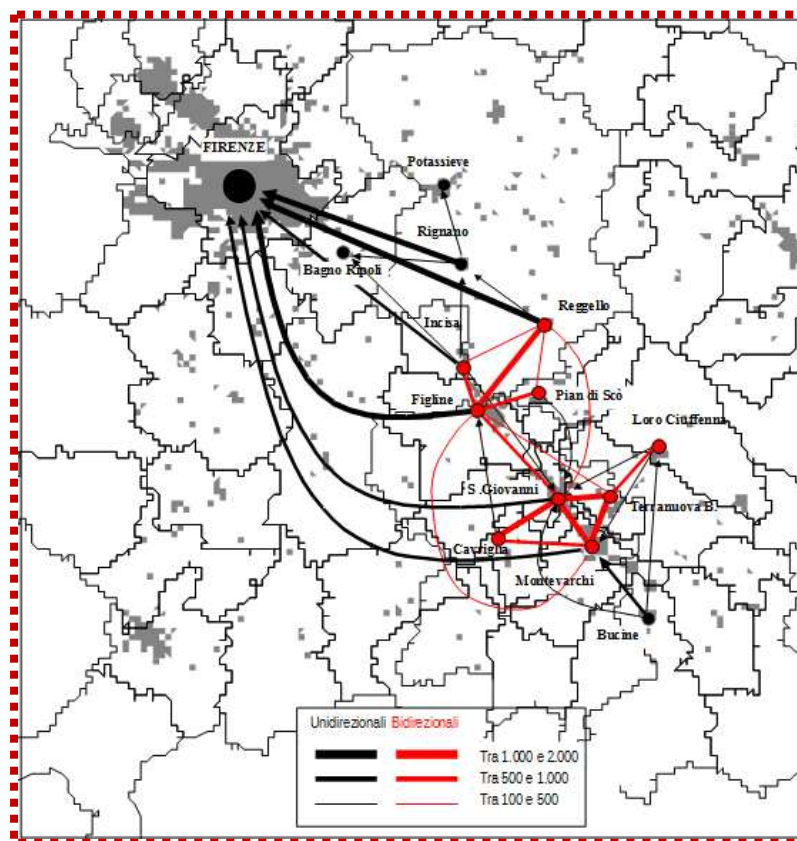 FIRENZE
Potassieve
Rignano
Bagno Ripoli
Reggello
Incisa
Figline
Pian di Scò
Loro Ciuffenna
S.Giovanni
Terranuova B.
Cavriglia
Montevarchi
Bucine
Unidirezionali Bidirezionali
Tra 1.000 e 2.000
Tra 500 e 1.000
Tra 100 e 500